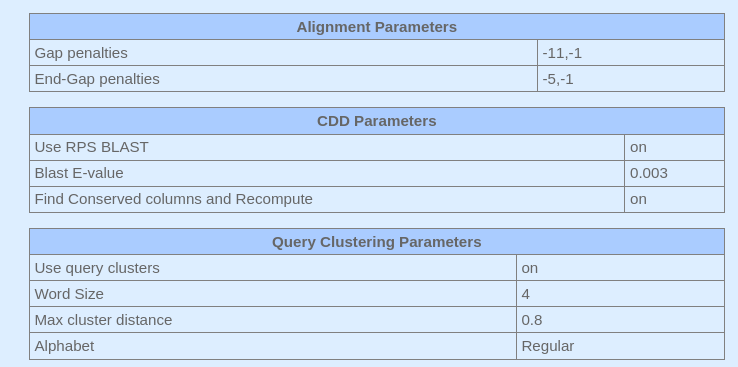 Alignment Parameters
Gap penalties -11,-1
End-Gap penalties -5,-1
CDD Parameters
Use RPS BLAST on
Blast E-value 0.003
Find Conserved columns and Recompute on
Query Clustering Parameters
Use query clusters on
Word Size 4
Max cluster distance 0.8
Alphabet Regular